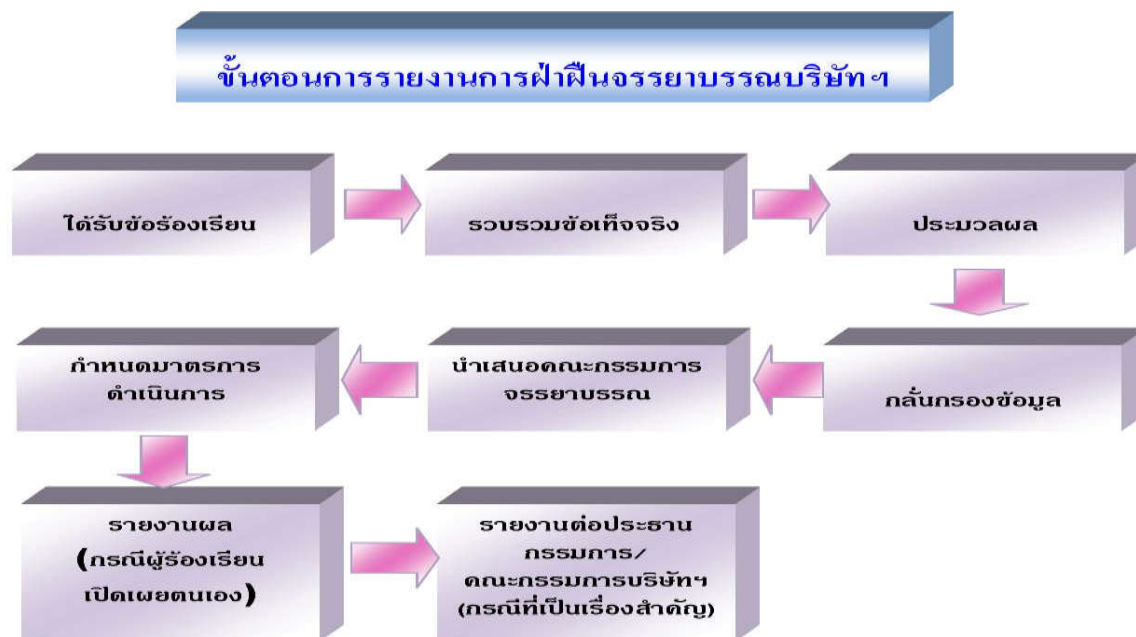 ขั้นตอนการรายงานการฝ่าฝืนจรรยาบรรณบริษัทฯ
ได้รับข้อร้องเรียน
รวบรวมข้อเท็จจริง
ประมวลผล
กลั่นกรองข้อมูล
นำเสนอคณะกรรมการ
จรรยาบรรณ
กำหนดมาตรการ
ดำเนินการ
รายงานผล
(กรณีผู้ร้องเรียน
เปิดเผยตนเอง)
รายงานต่อประธาน
กรรมการ/
คณะกรรมการบริษัทฯ
(กรณีที่เป็นเรื่องสำคัญ)